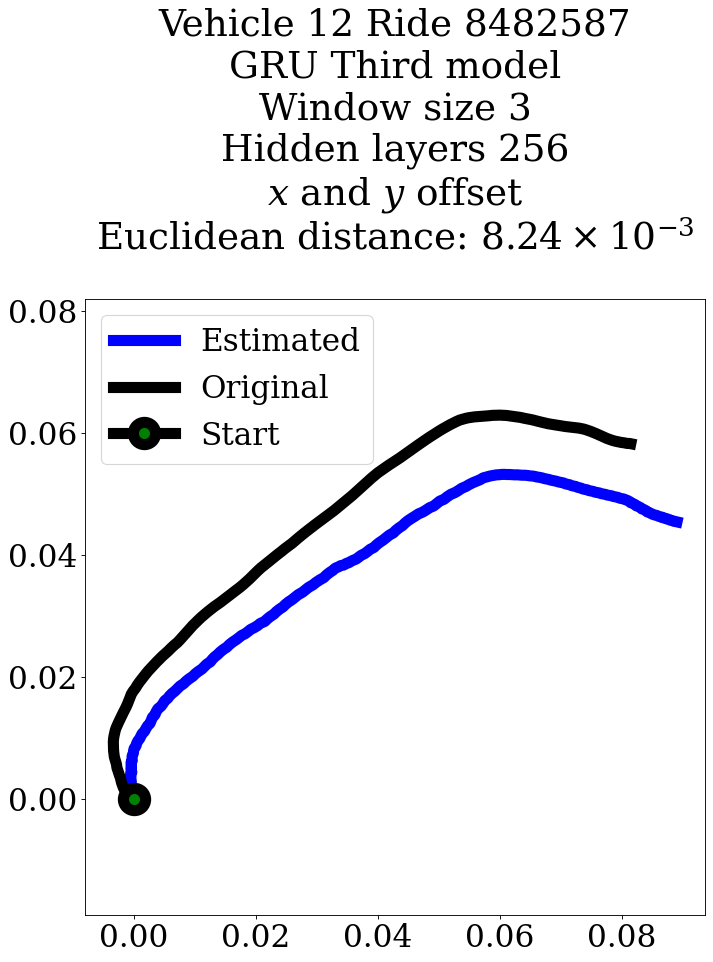 Vehicle 12 Ride 8482587
GRU Third model
Window size 3
Hidden layers 256
x and y offset
Euclidean distance: 8.24 × 10⁻³
Estimated
Original
Start
0.08
0.06
0.04
0.02
0.00
0.00 0.02 0.04 0.06 0.08